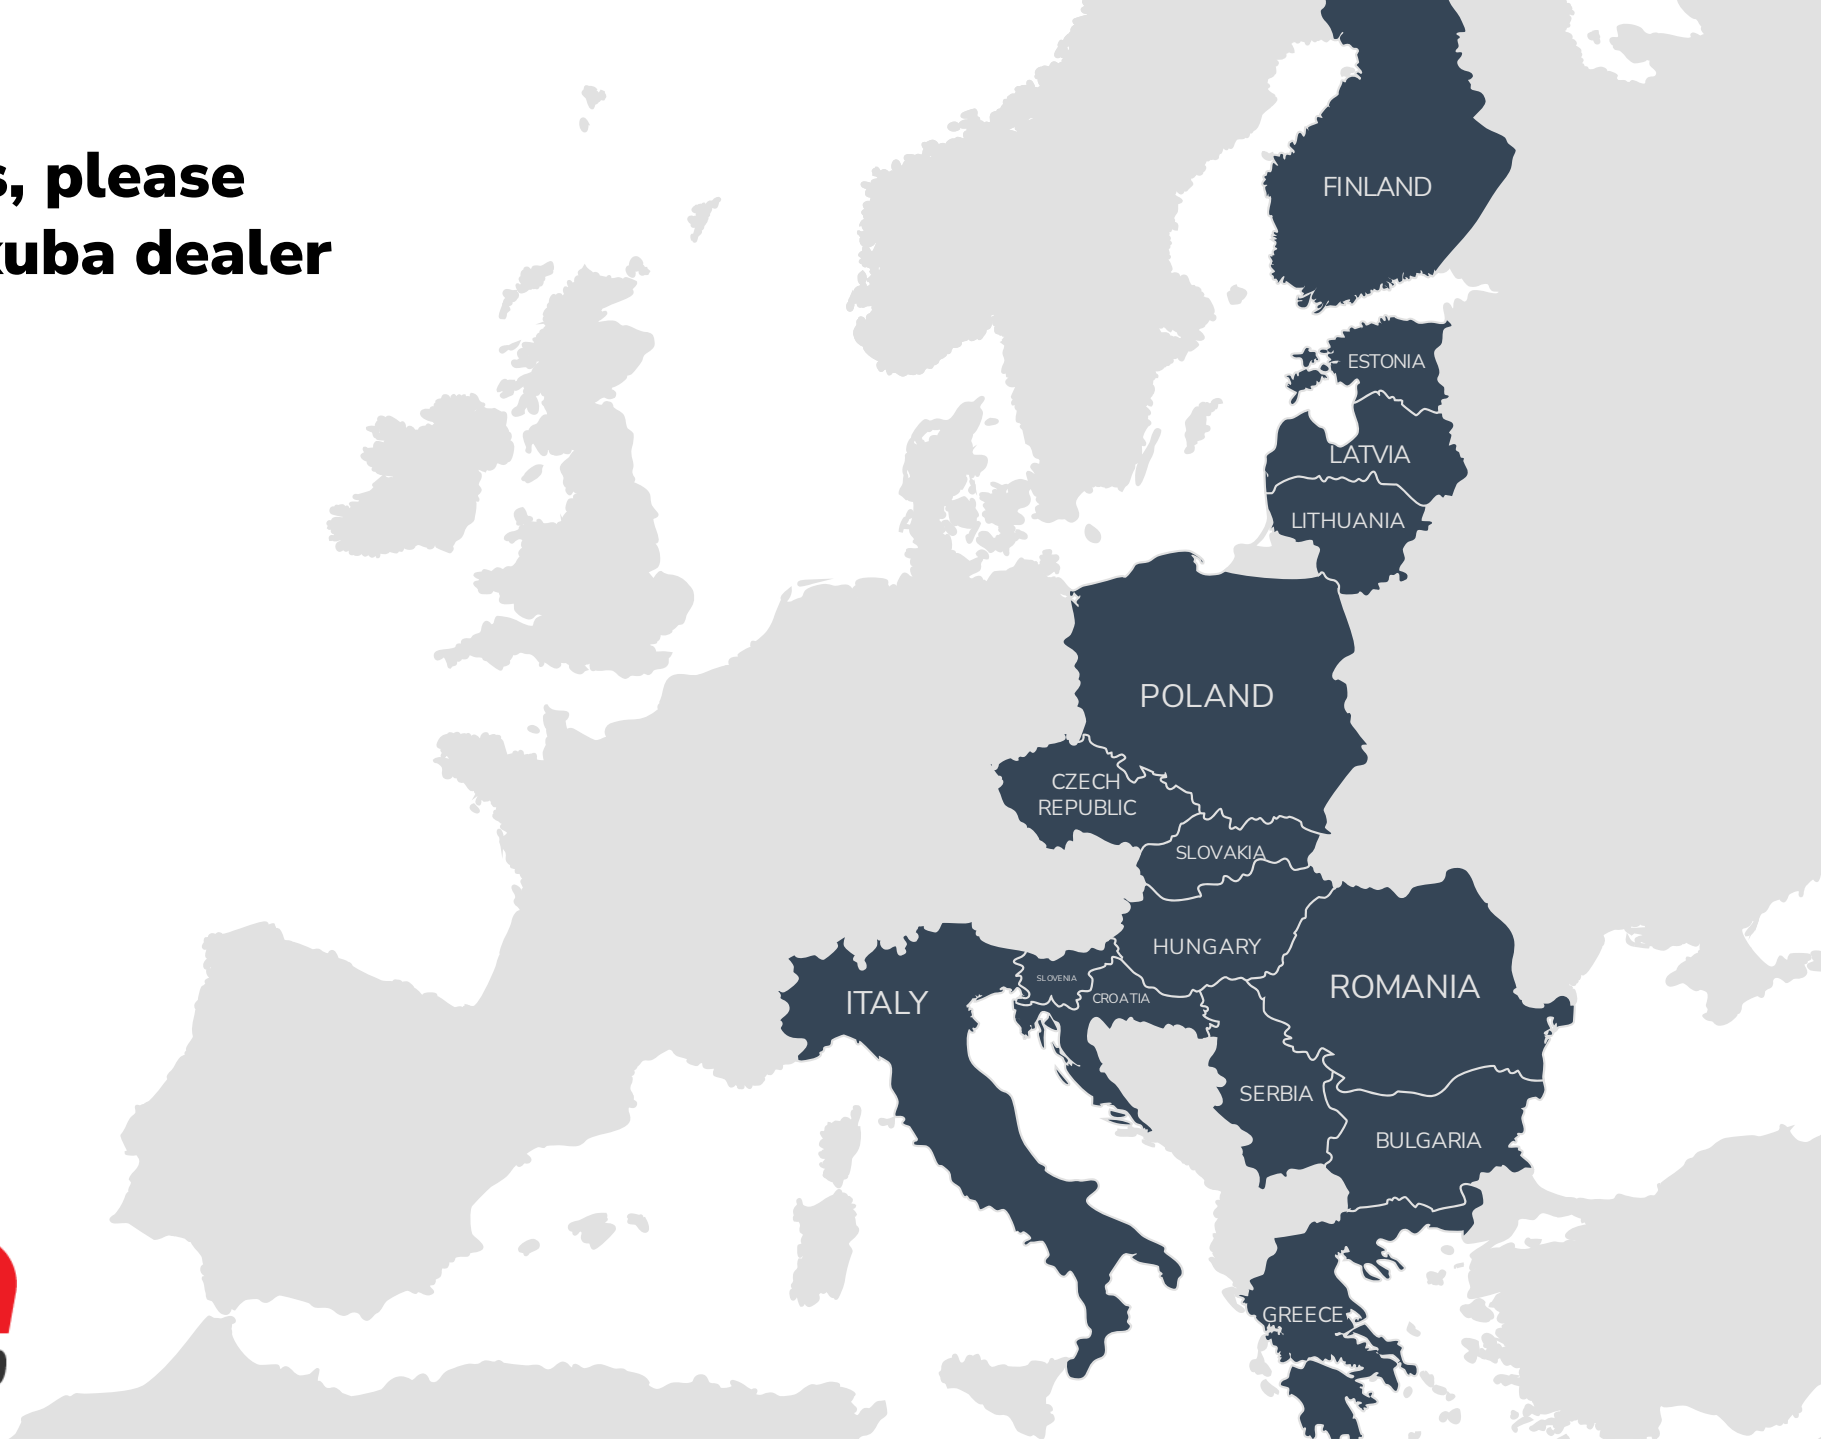 s, please
uba dealer
FINLAND
ESTONIA
LATVIA
LITHUANIA
POLAND
CZECH
REPUBLIC
SLOVAKIA
HUNGARY
ROMANIA
SLOVENIA
CROATIA
ITALY
SERBIA
BULGARIA
GREECE